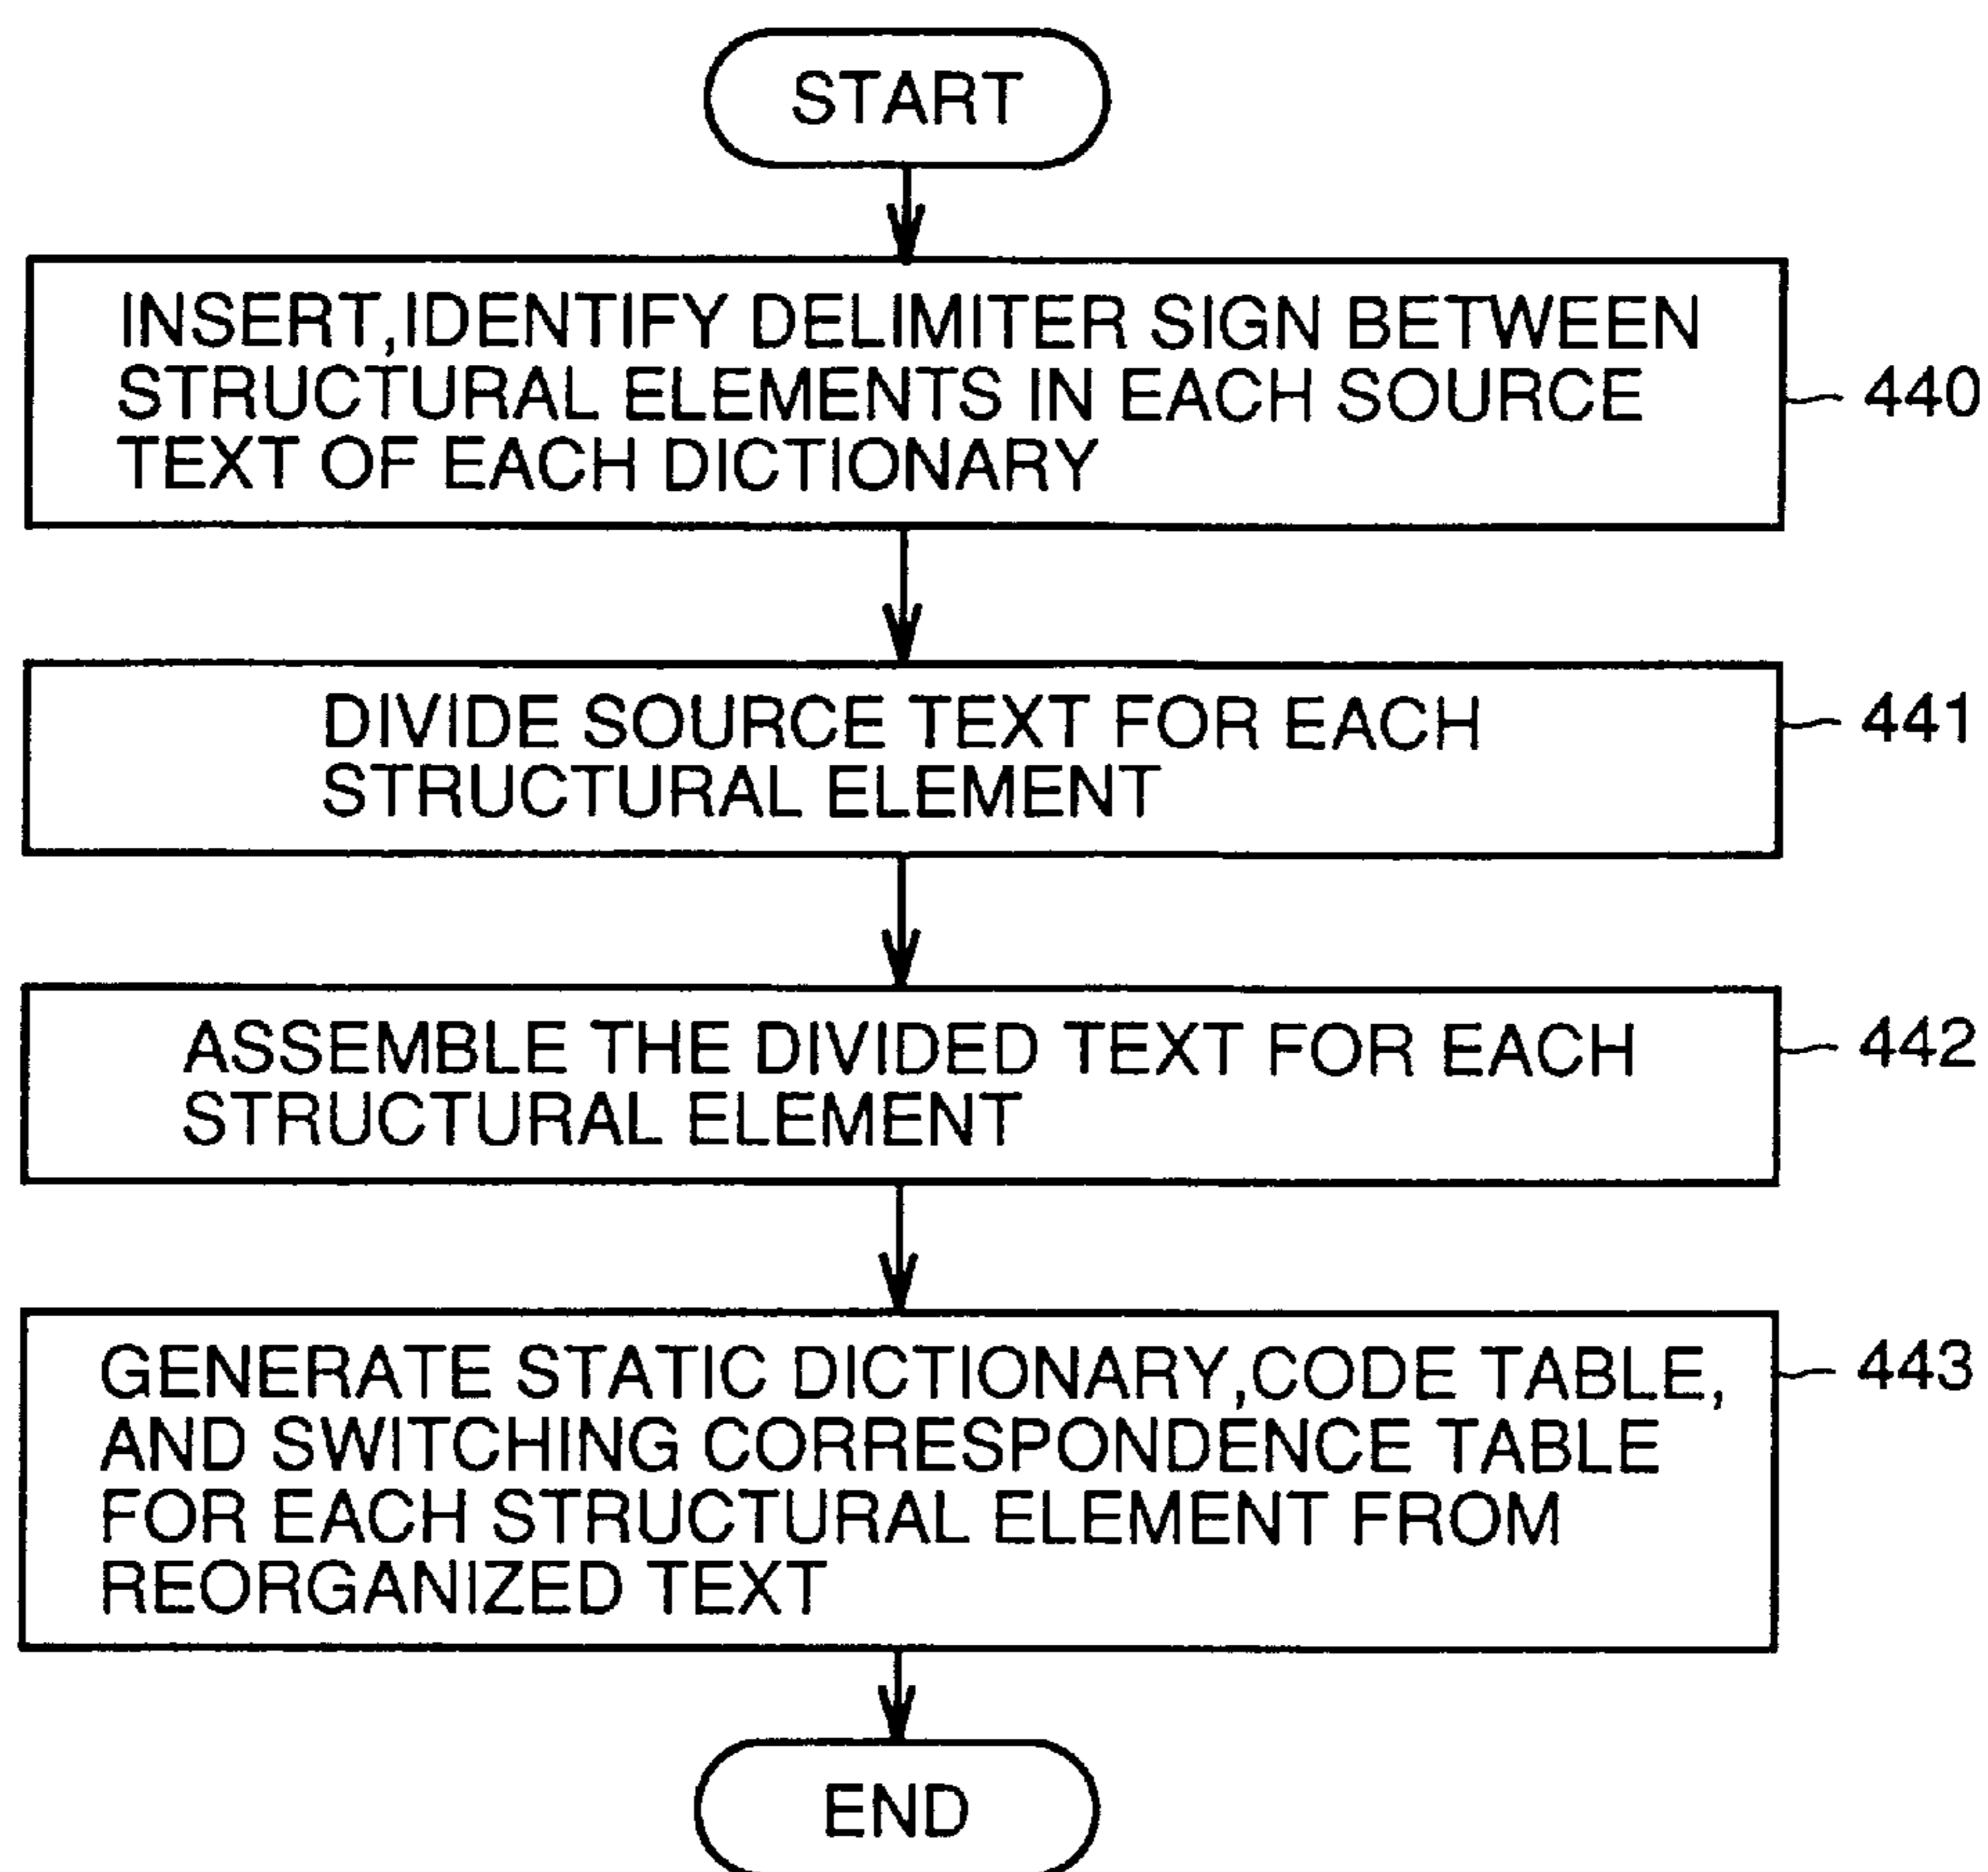 START
INSERT,IDENTIFY DELIMITER SIGN BETWEEN
STRUCTURAL ELEMENTS IN EACH SOURCE
TEXT OF EACH DICTIONARY
440
DIVIDE SOURCE TEXT FOR EACH
STRUCTURAL ELEMENT
441
ASSEMBLE THE DIVIDED TEXT FOR EACH
STRUCTURAL ELEMENT
442
GENERATE STATIC DICTIONARY,CODE TABLE,
AND SWITCHING CORRESPONDENCE TABLE
FOR EACH STRUCTURAL ELEMENT FROM
REORGANIZED TEXT
443
END